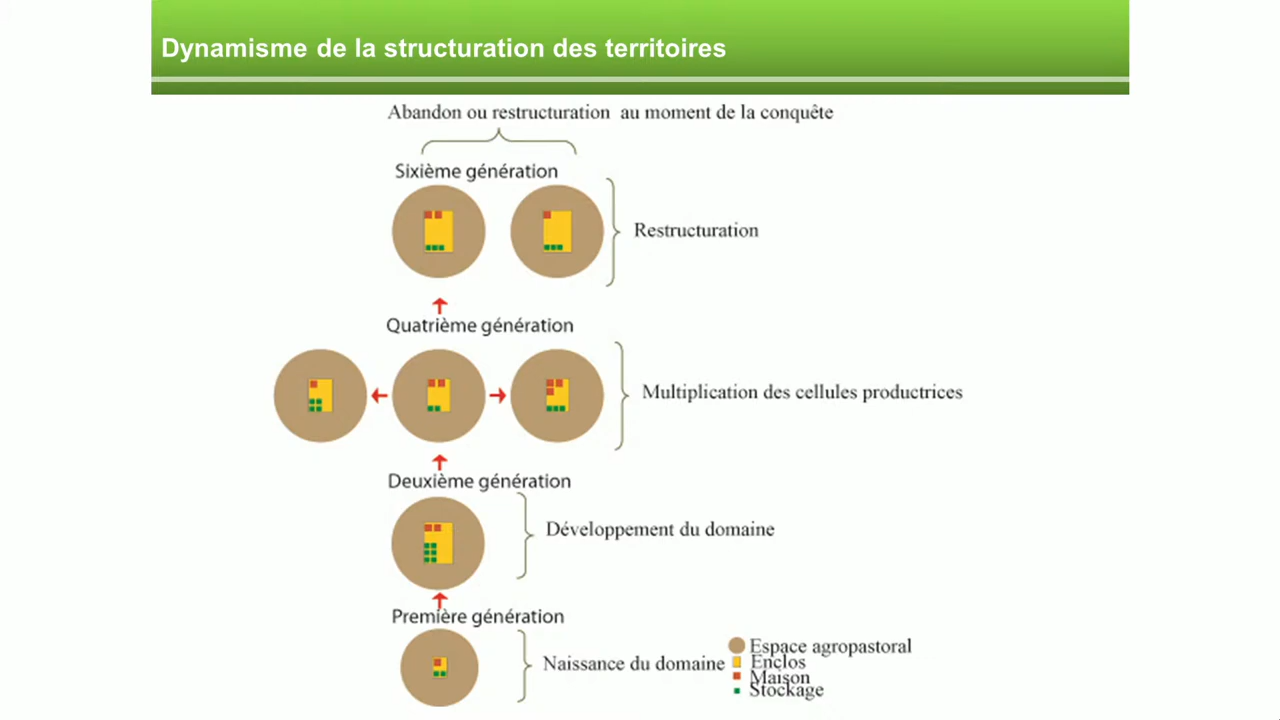 Dynamisme de la structuration des territoires
Abandon ou restructuration au moment de la conquête
Sixième génération
Restructuration
Quatrième génération
Multiplication des cellules productrices
Deuxième génération
Développement du domaine
Première génération
Naissance du domaine
Espace agropastoral
Enclos
Maison
Stockage